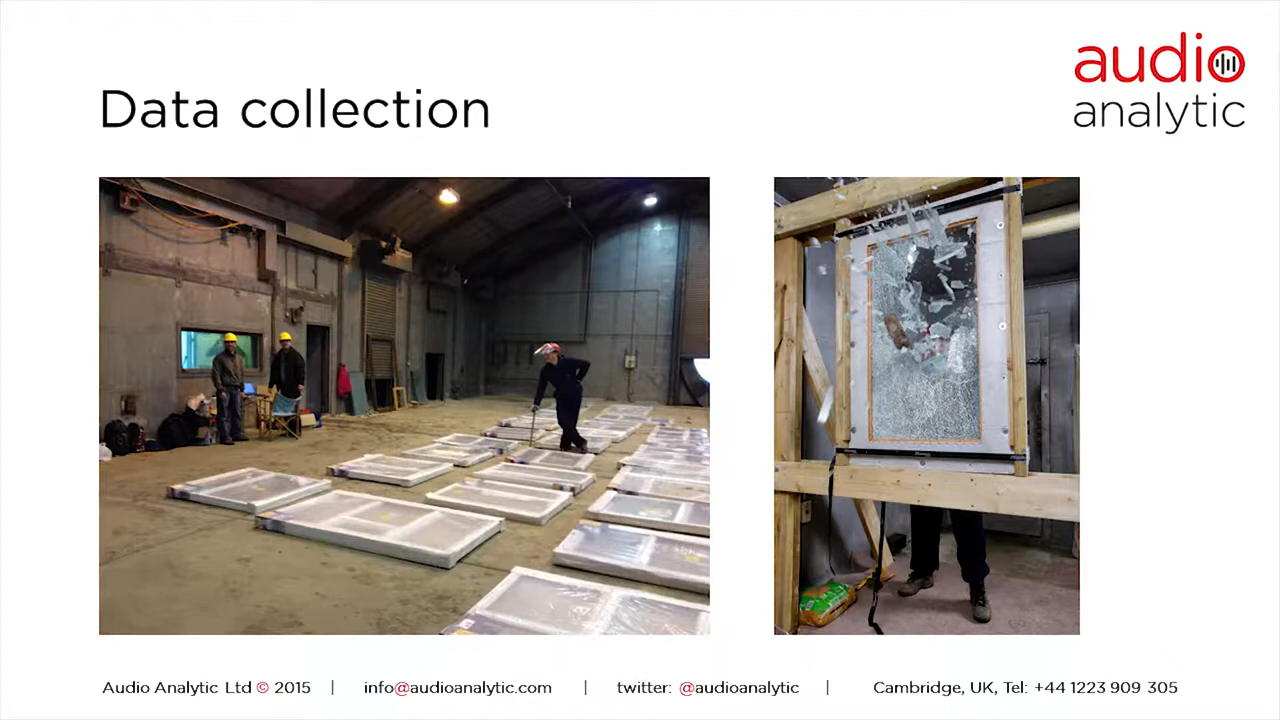 audio
analytic
Data collection
Audio Analytic Ltd © 2015 | info@audioanalytic.com | twitter: @audioanalytic | Cambridge, UK, Tel: +44 1223 909 305